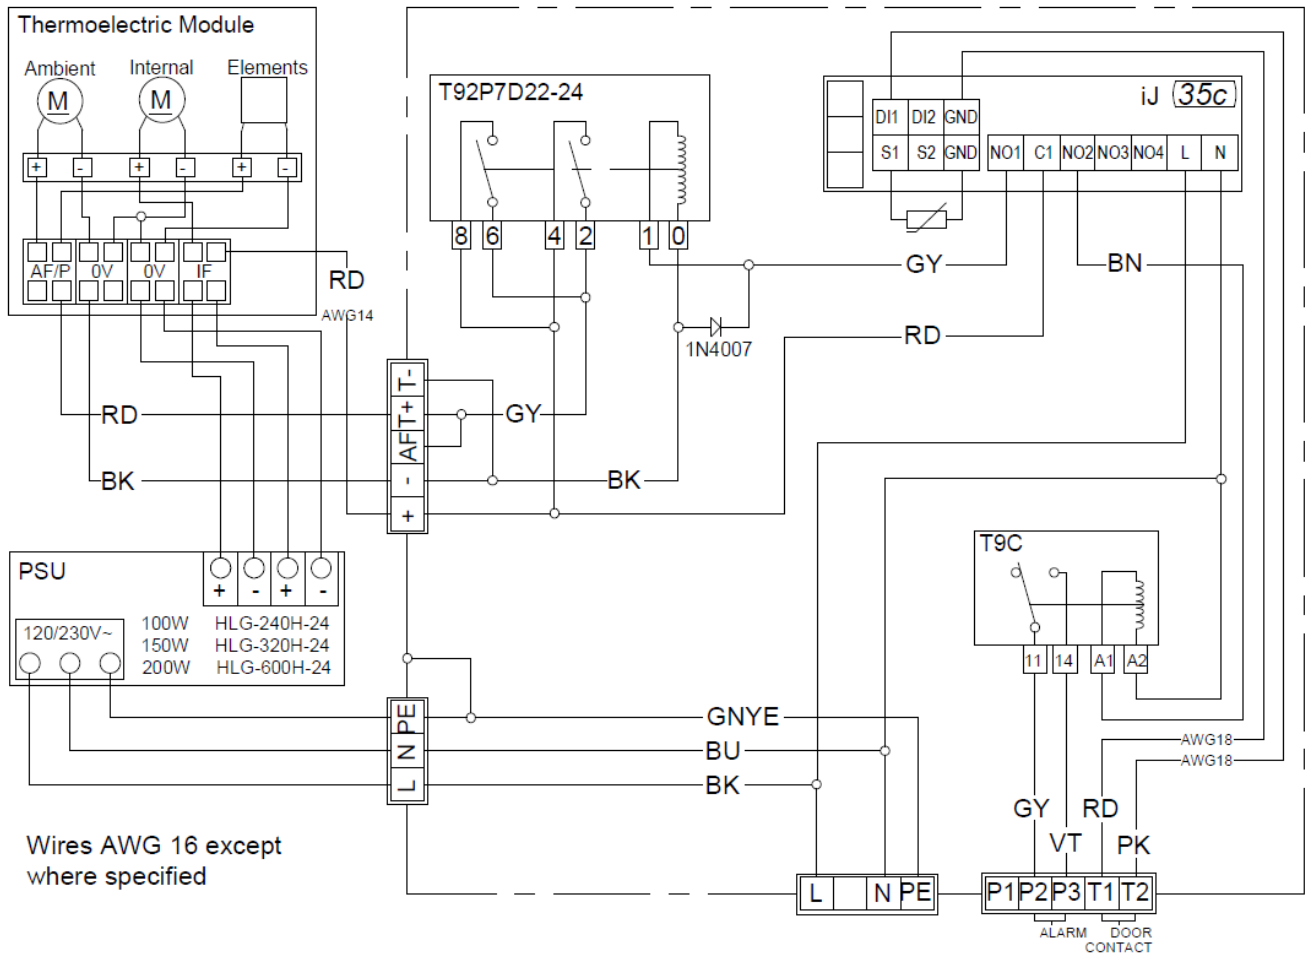 Thermoelectric Module
Ambient Internal Elements
M M
+ - + - + -
AF/P 0V 0V IF
RD
AWG14
T92P7D22-24
8 6 4 2 1 0
1N4007
iJ 35c
DI1 DI2 GND
S1 S2 GND NO1 C1 NO2 NO3 NO4 L N
GY
BN
RD
T-
T+
AF
-
+
RD
GY
BK
BK
PSU
+ - + -
120/230V~
100W HLG-240H-24
150W HLG-320H-24
200W HLG-600H-24
T9C
11 14 A1 A2
PE
N
L
GNYE
BU
BK
AWG18
AWG18
GY
VT
RD
PK
Wires AWG 16 except
where specified
L N PE
P1 P2 P3 T1 T2
ALARM
DOOR
CONTACT